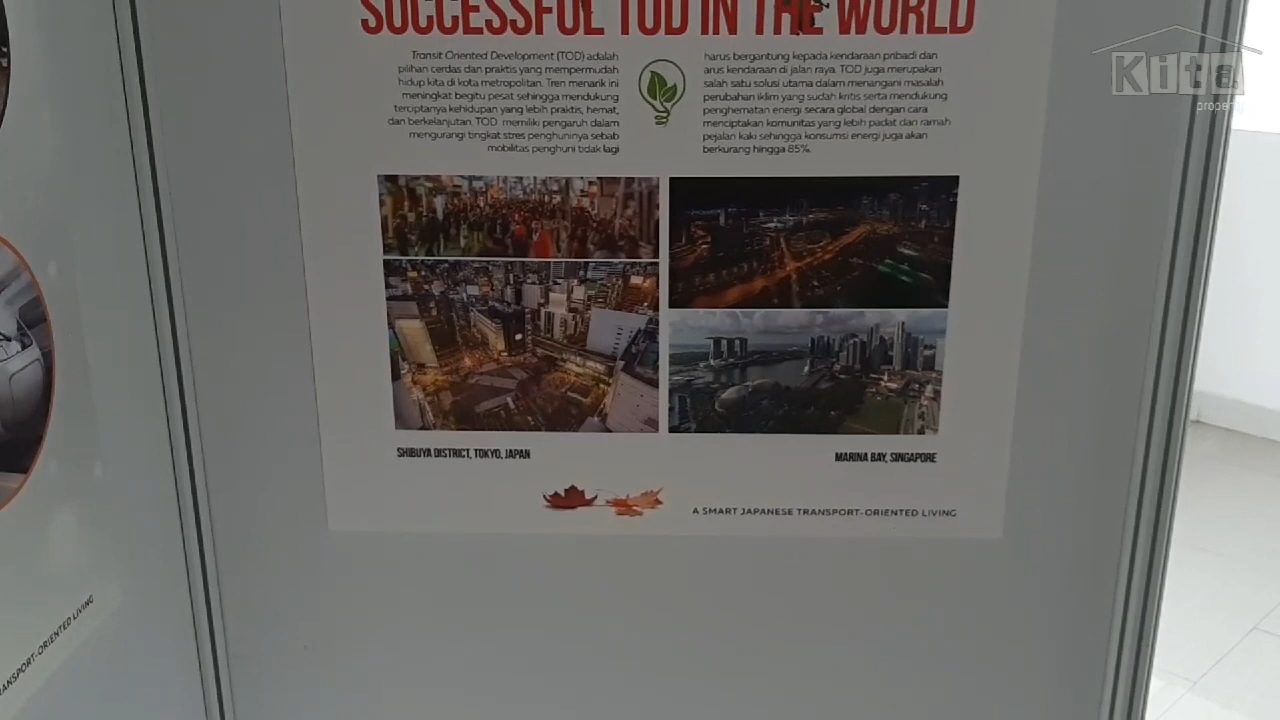 SUCCESSFUL TOD IN THE WORLD
Transit Oriented Development (TOD) adalah
pilihan cerdas dan praktis yang mempermudah
hidup kita di kota metropolitan. Tren menarik ini
meningkat begitu pesat sehingga mendukung
terciptanya kehidupan yang lebih praktis, hemat,
dan berkelanjutan. TOD memiliki pengaruh dalam
mengurangi tingkat stres penghuninya sebab
mobilitas penghuni tidak lagi
harus bergantung kepada kendaraan pribadi dan
arus kendaraan di jalan raya. TOD juga merupakan
salah satu solusi utama dalam menangani masalah
perubahan iklim yang sudah kritis serta mendukung
penghematan energi secara global dengan cara
menciptakan komunitas yang lebih padat dan ramah
pejalan kaki sehingga konsumsi energi juga akan
berkurang hingga 85%.
SHIBUYA DISTRICT, TOKYO, JAPAN
MARINA BAY, SINGAPORE
A SMART JAPANESE TRANSPORT-ORIENTED LIVING
RANSPORT-ORIENTED LIVING
Kita
property